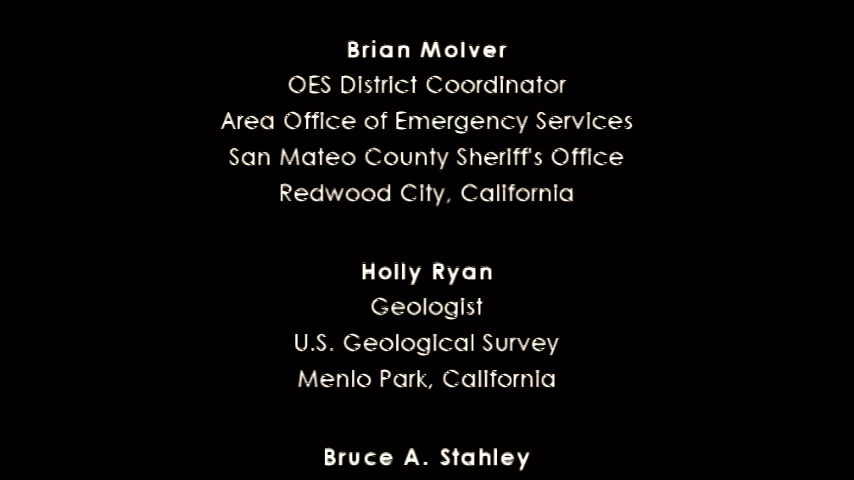 Brian Molver
OES District Coordinator
Area Office of Emergency Services
San Mateo County Sheriff's Office
Redwood City, California
Holly Ryan
Geologist
U.S. Geological Survey
Menlo Park, California
Bruce A. Stahley